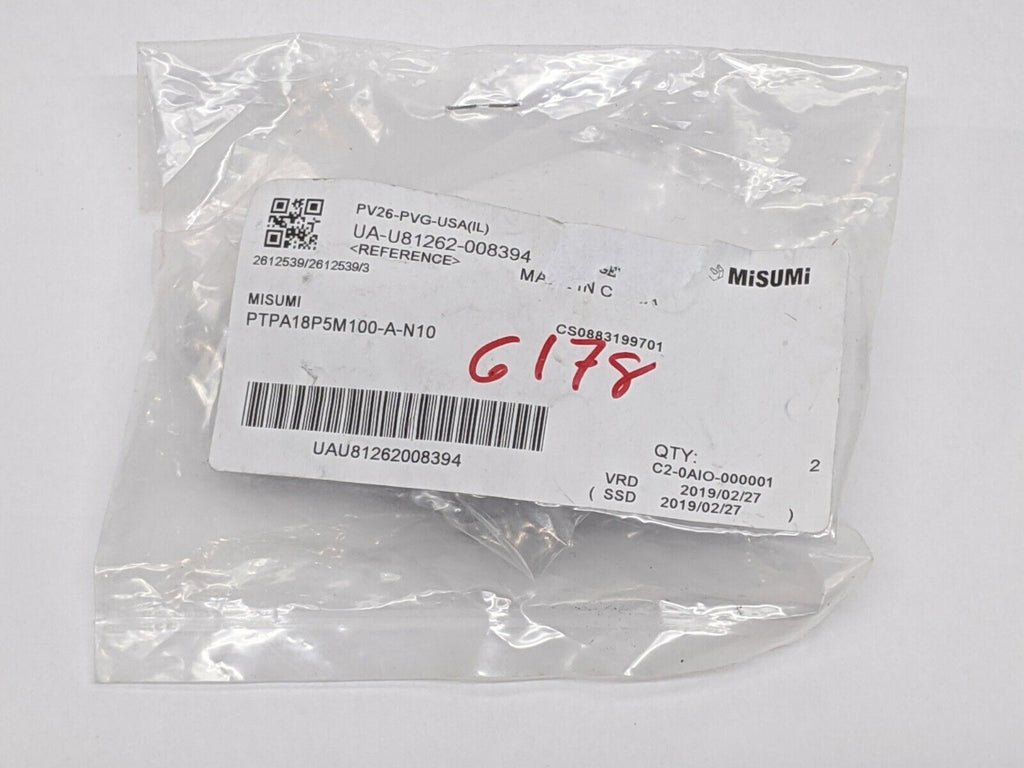 PV26-PVG-USA(IL)
UA-U81262-008394
<REFERENCE>
2612539/2612539/3
IN C
MiSUMi
MISUMI
PTPA18P5M100-A-N10
CS0883199701
6178
UAU81262008394
QTY: 2
C2-0AIO-000001
VRD 2019/02/27
( SSD 2019/02/27 )